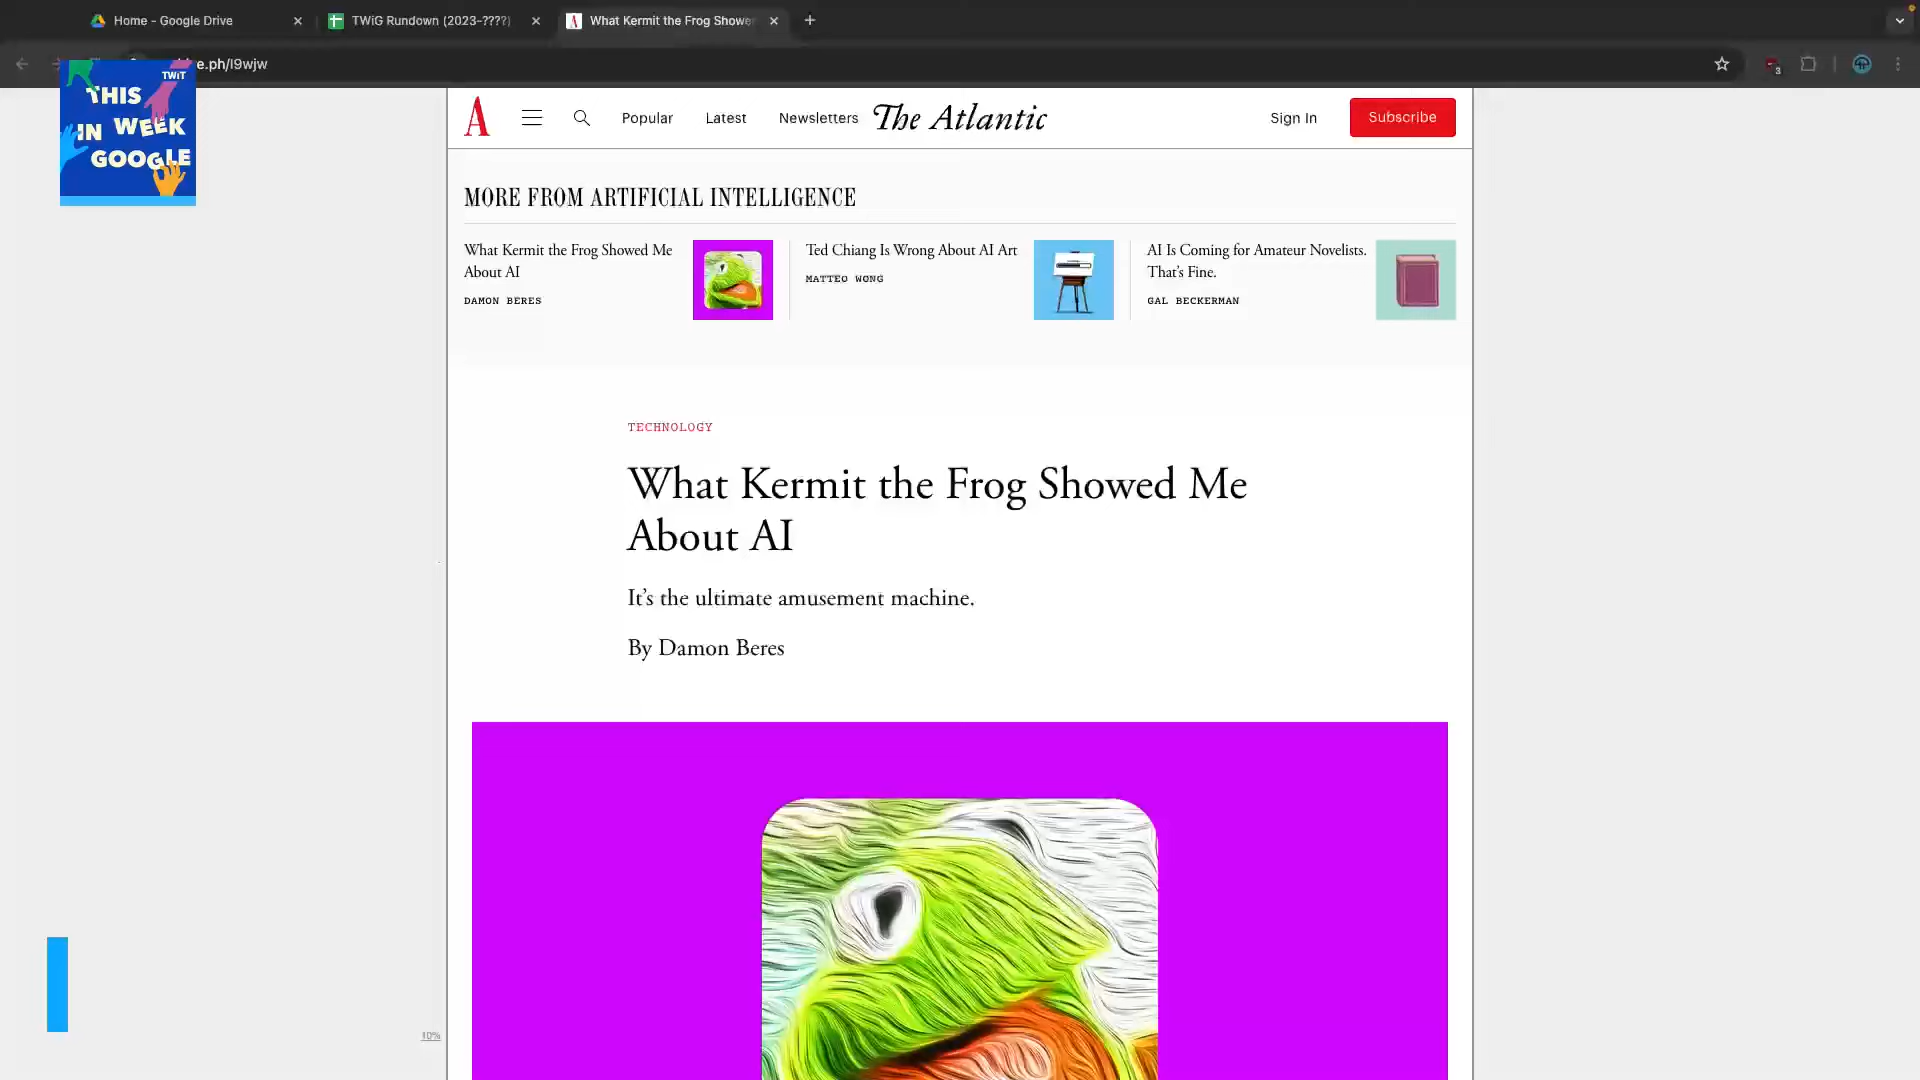 Home - Google Drive
TWiG Rundown (2023-????)
What Kermit the Frog Showe
e.ph/l9wjw
3
TWiT
THIS
IN WEEK
GOOGLE
A
Popular
Latest
Newsletters
The Atlantic
Sign In
Subscribe
MORE FROM ARTIFICIAL INTELLIGENCE
What Kermit the Frog Showed Me
About AI
DAMON BERES
Ted Chiang Is Wrong About AI Art
MATTEO WONG
AI Is Coming for Amateur Novelists.
That's Fine.
GAL BECKERMAN
TECHNOLOGY
What Kermit the Frog Showed Me
About AI
It's the ultimate amusement machine.
By Damon Beres
10%